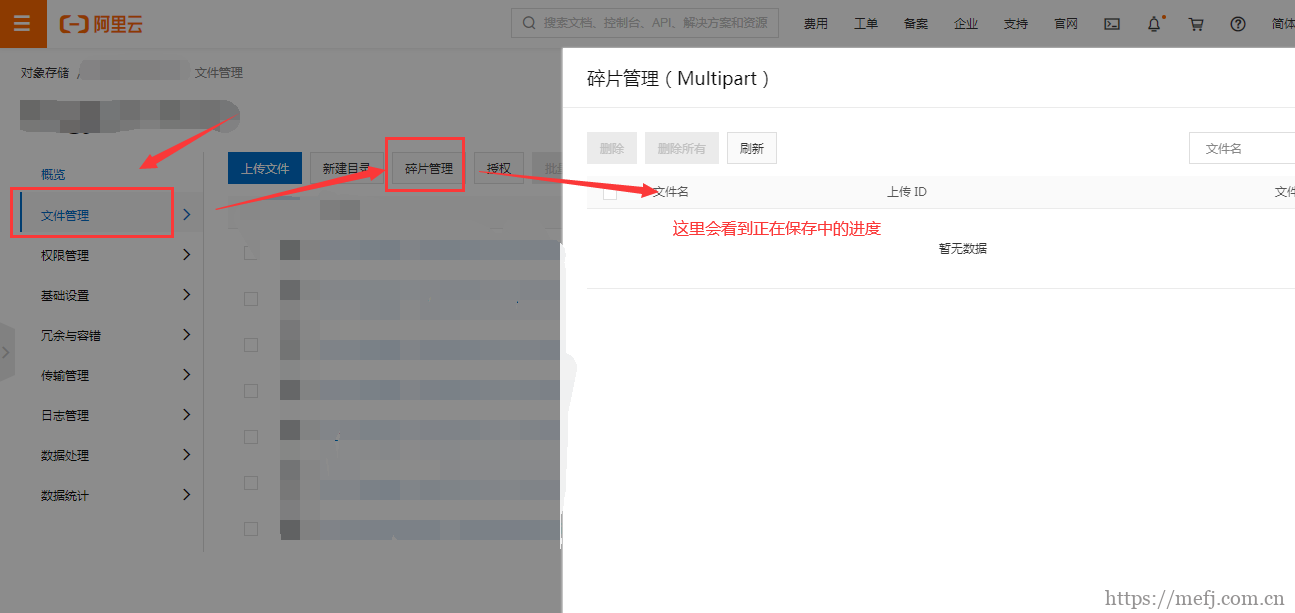 阿里云
搜索文档、控制台、API、解决方案和资源
费用 工单 备案 企业 支持 官网 简体
对象存储 / 文件管理
碎片管理（Multipart）
概览
文件管理
权限管理
基础设置
冗余与容错
传输管理
日志管理
数据处理
数据统计
上传文件 新建目录 碎片管理 授权
删除 删除所有 刷新 文件名
文件名 上传 ID 文件
这里会看到正在保存中的进度
暂无数据
https://mefj.com.cn